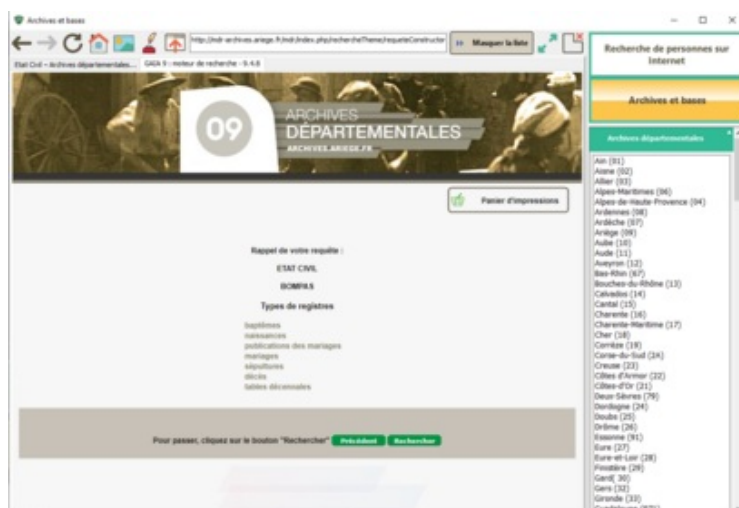 Archives et bases
http://ndr-archives.ariege.fr/ndr/index.php/rechercheTheme/requeteConstructor
Masquer la liste
Etat Civil - Archives départementales...
GAIA 9 : moteur de recherche - 9.4.8
09
ARCHIVES
DÉPARTEMENTALES
ARCHIVES.ARIEGE.FR
Panier d'impressions
Rappel de votre requête :
ETAT CIVIL
BOMPAS
Types de registres
baptêmes
naissances
publications des mariages
mariages
sépultures
décès
tables décennales
Pour passer, cliquez sur le bouton "Rechercher"
Précédent
Rechercher
Recherche de personnes sur
Internet
Archives et bases
Archives départementales
Ain (01)
Aisne (02)
Allier (03)
Alpes-Maritimes (06)
Alpes-de-Haute-Provence (04)
Ardennes (08)
Ardèche (07)
Ariège (09)
Aube (10)
Aude (11)
Aveyron (12)
Bas-Rhin (67)
Bouches-du-Rhône (13)
Calvados (14)
Cantal (15)
Charente (16)
Charente-Maritime (17)
Cher (18)
Corrèze (19)
Corse-du-Sud (2A)
Creuse (23)
Côtes d'Armor (22)
Côtes-d'Or (21)
Deux-Sèvres (79)
Dordogne (24)
Doubs (25)
Drôme (26)
Essonne (91)
Eure (27)
Eure-et-Loir (28)
Finistère (29)
Gard( 30)
Gers (32)
Gironde (33)